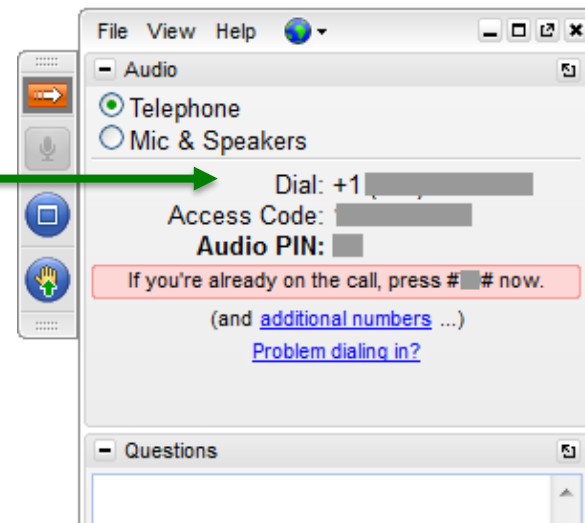 File View Help
Audio
Telephone
Mic & Speakers
Dial: +1
Access Code:
Audio PIN:
If you're already on the call, press # # now.
(and additional numbers ...)
Problem dialing in?
Questions